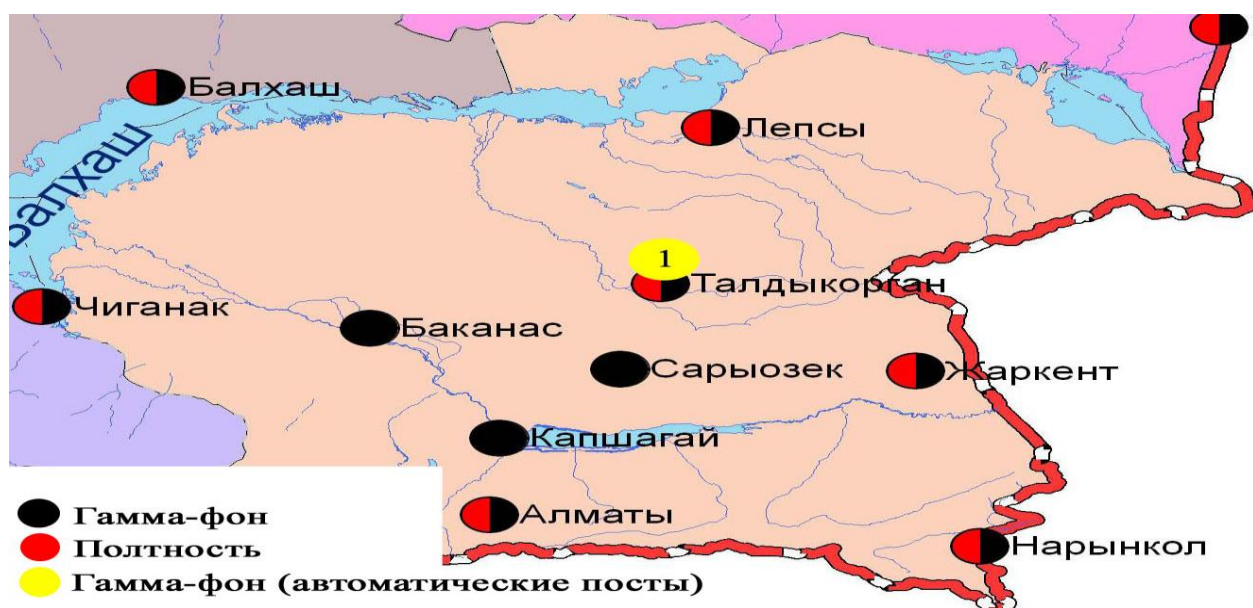 Балхаш
Балхаш
Лепсы
1
Талдыкорган
Чиганак
Баканас
Сарыозек
Жаркент
Капшагай
Алматы
Нарынкол
Гамма-фон
Полтность
Гамма-фон (автоматические посты)